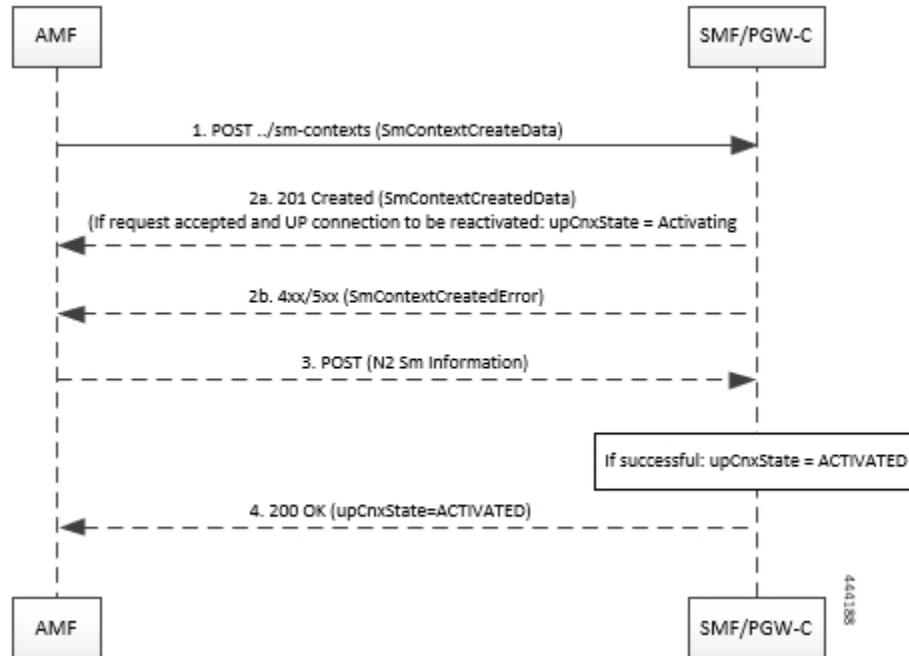 AMF
SMF/PGW-C
1. POST ../sm-contexts (SmContextCreateData)
2a. 201 Created (SmContextCreatedData)
(If request accepted and UP connection to be reactivated: upCnxState = Activating
2b. 4xx/5xx (SmContextCreatedError)
3. POST (N2 Sm Information)
If successful: upCnxState = ACTIVATED
4. 200 OK (upCnxState=ACTIVATED)
AMF
SMF/PGW-C
444188